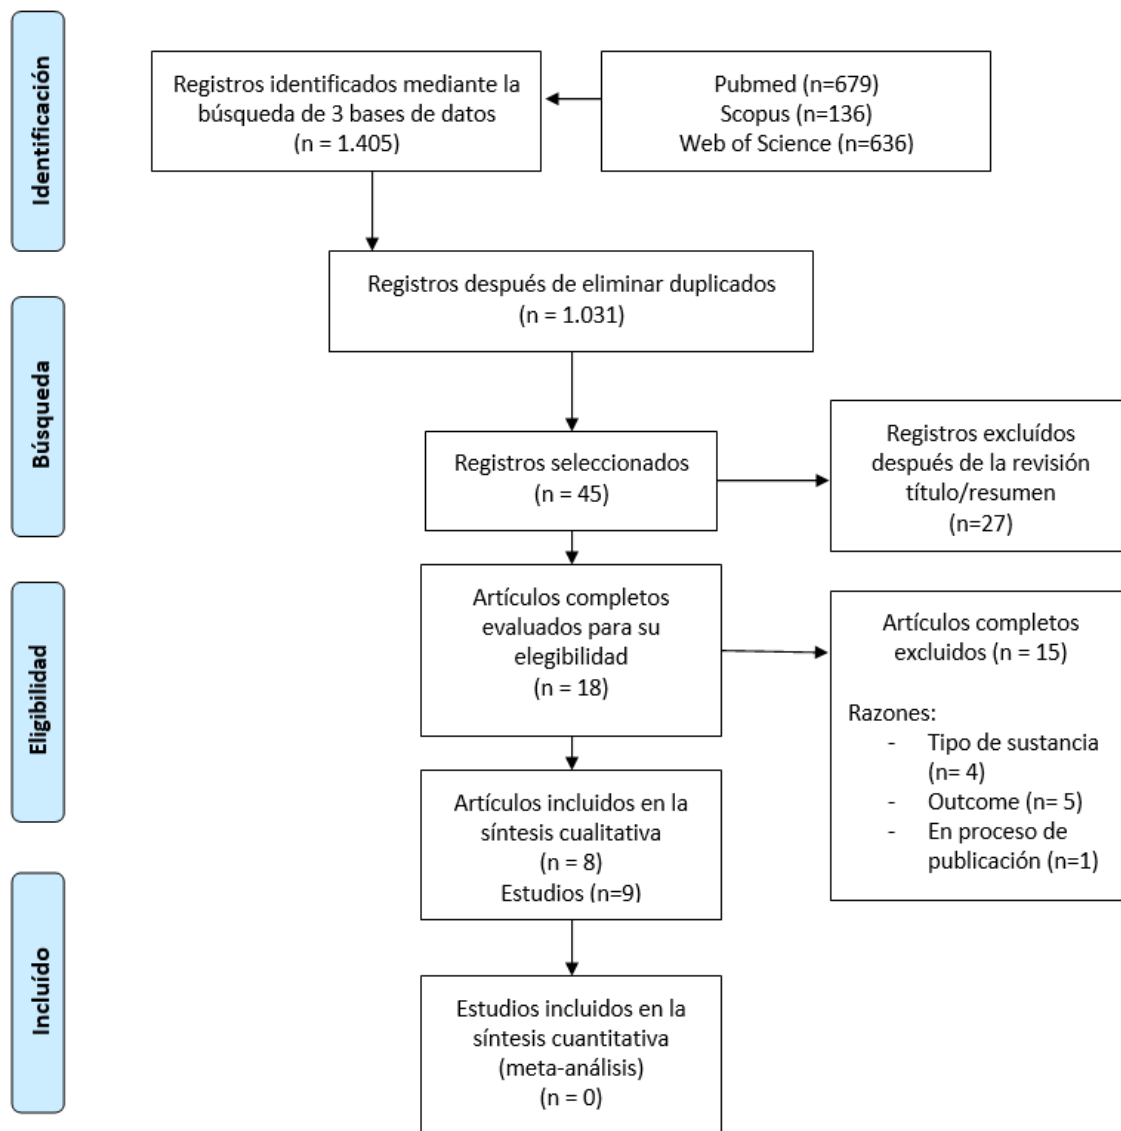 Identificación
Registros identificados mediante la
búsqueda de 3 bases de datos
(n = 1.405)
Pubmed (n=679)
Scopus (n=136)
Web of Science (n=636)
Registros después de eliminar duplicados
(n = 1.031)
Búsqueda
Registros seleccionados
(n = 45)
Registros excluídos
después de la revisión
título/resumen
(n=27)
Eligibilidad
Artículos completos
evaluados para su
elegibilidad
(n = 18)
Artículos completos
excluidos (n = 15)
Razones:
- Tipo de sustancia
(n= 4)
- Outcome (n= 5)
- En proceso de
publicación (n=1)
Artículos incluidos en la
síntesis cualitativa
(n = 8)
Estudios (n=9)
Incluído
Estudios incluidos en la
síntesis cuantitativa
(meta-análisis)
(n = 0)